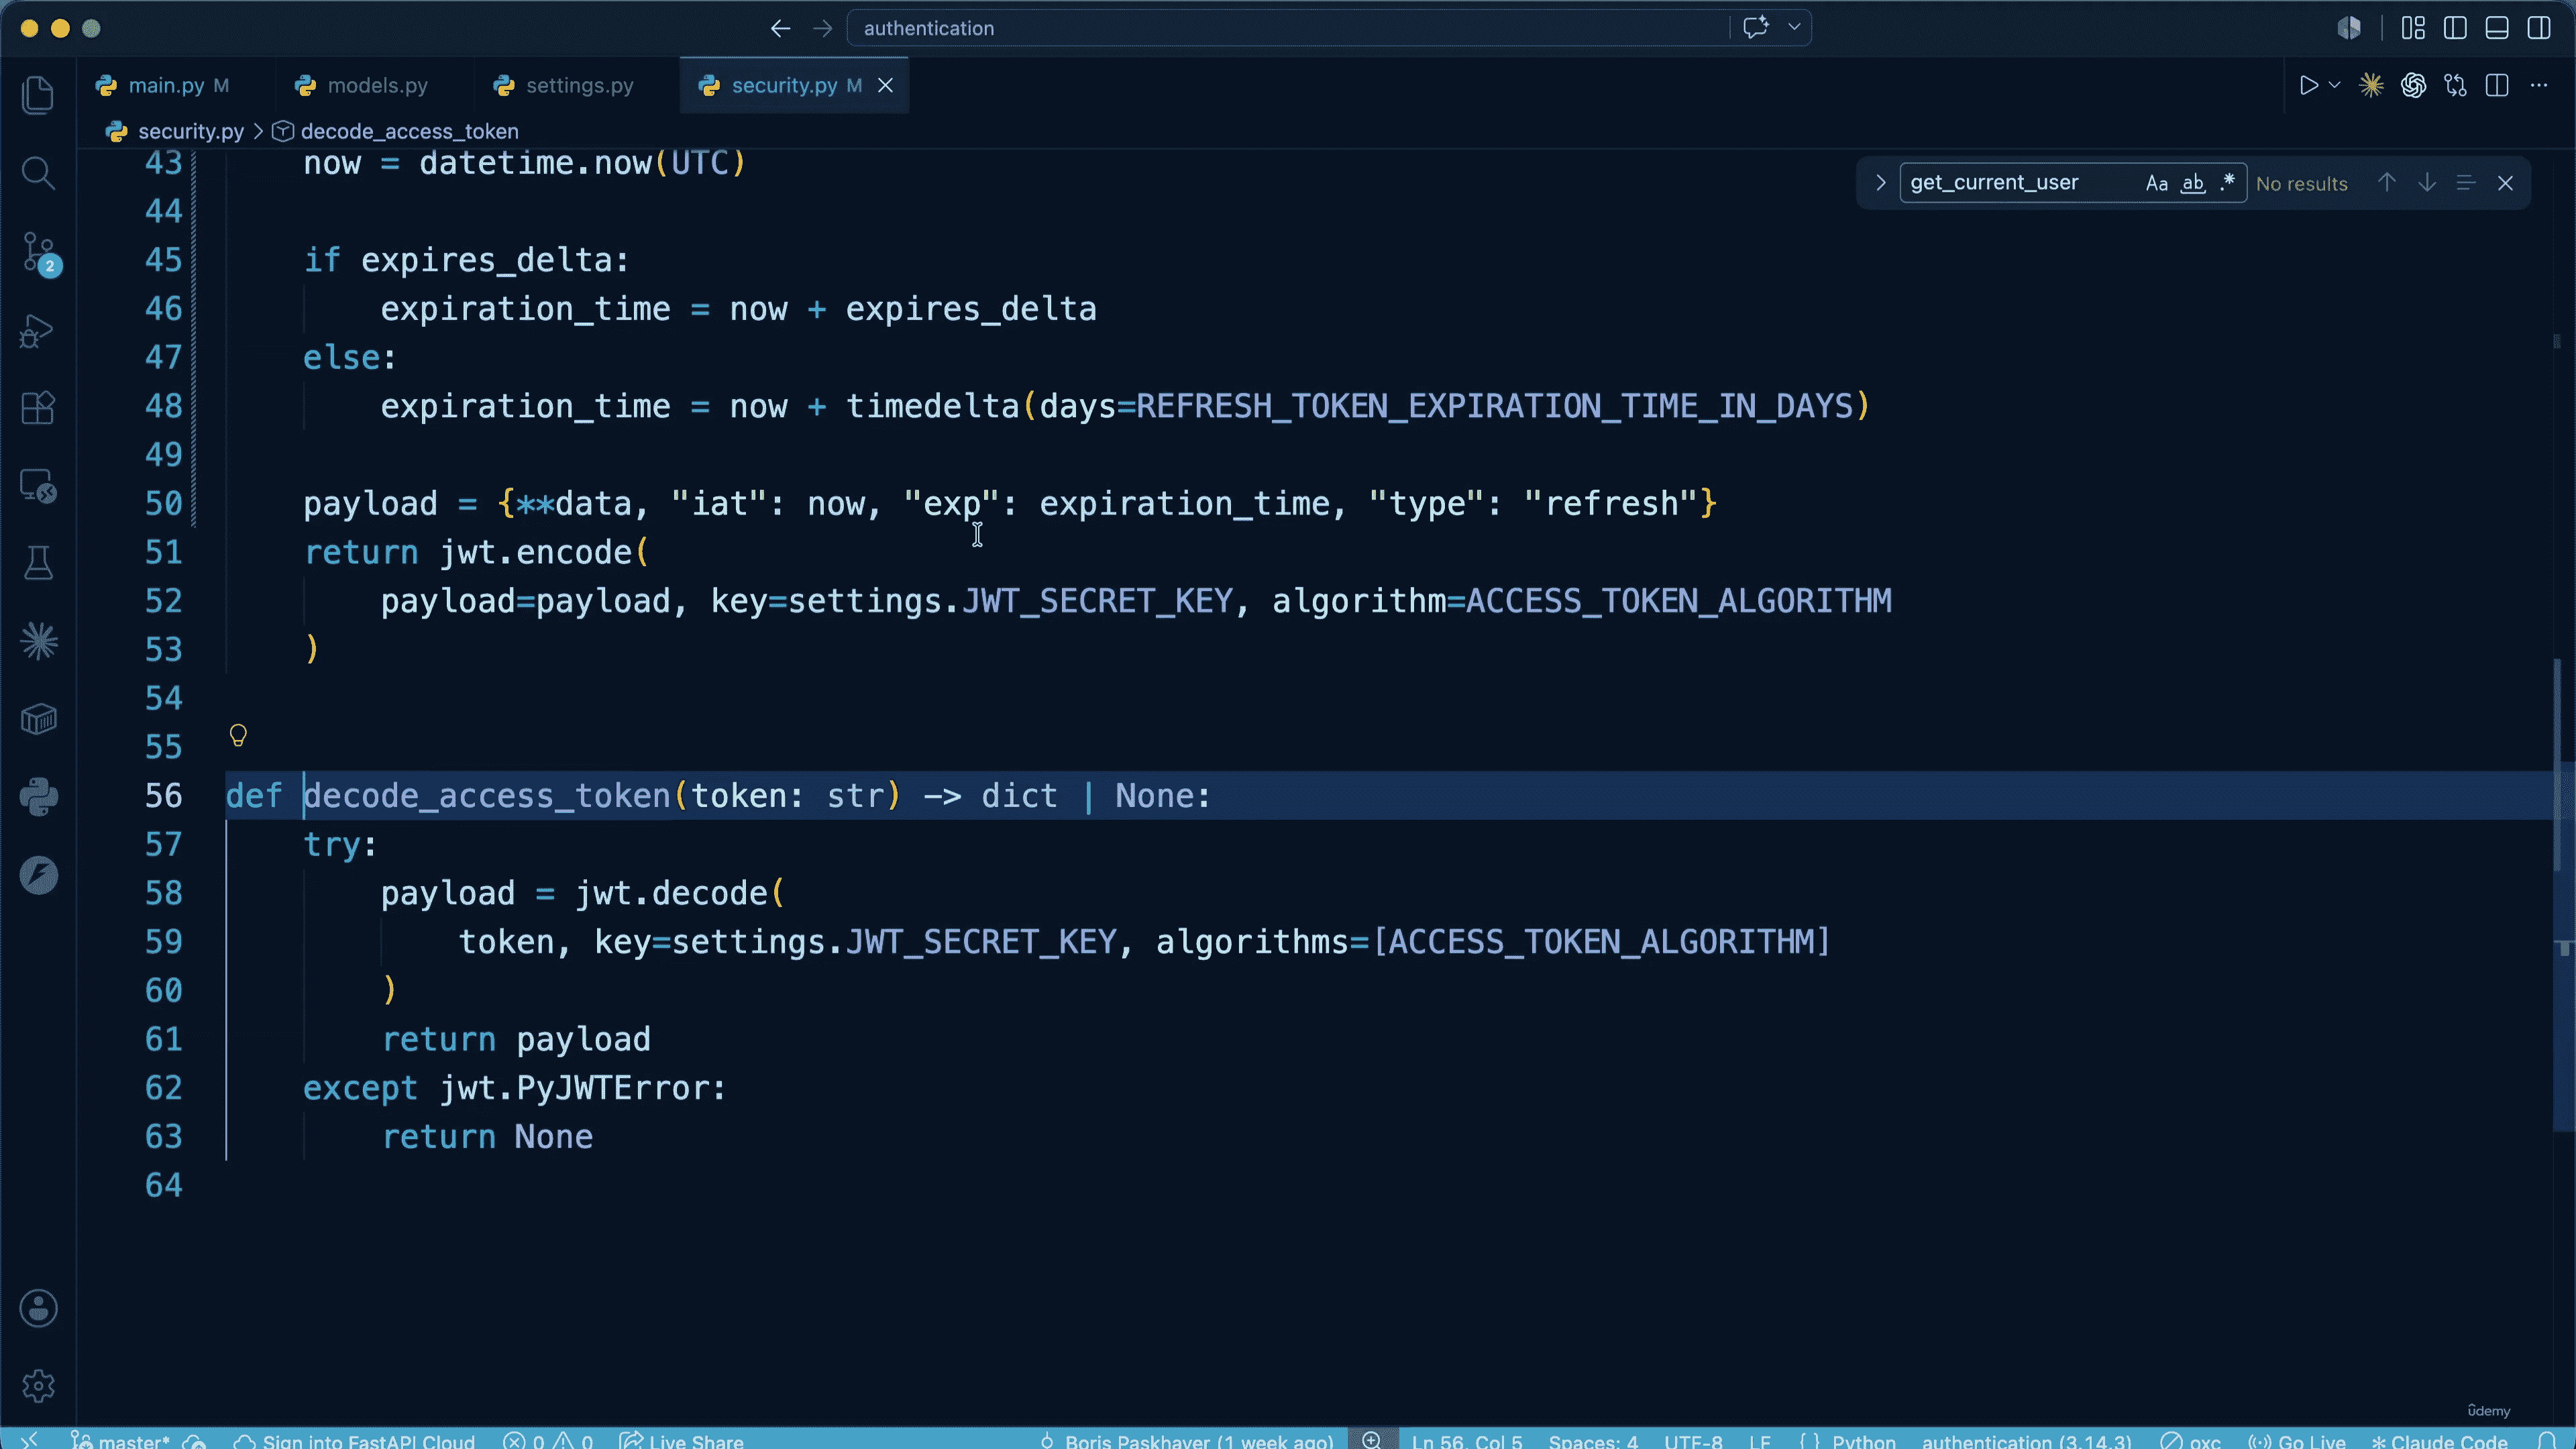 authentication
main.py M
models.py
settings.py
security.py M
security.py > decode_access_token
get_current_user Aa ab .* No results
43 now = datetime.now(UTC)
44
45 if expires_delta:
46 expiration_time = now + expires_delta
47 else:
48 expiration_time = now + timedelta(days=REFRESH_TOKEN_EXPIRATION_TIME_IN_DAYS)
49
50 payload = {**data, "iat": now, "exp": expiration_time, "type": "refresh"}
51 return jwt.encode(
52 payload=payload, key=settings.JWT_SECRET_KEY, algorithm=ACCESS_TOKEN_ALGORITHM
53 )
54
55
56 def decode_access_token(token: str) -> dict | None:
57 try:
58 payload = jwt.decode(
59 token, key=settings.JWT_SECRET_KEY, algorithms=[ACCESS_TOKEN_ALGORITHM]
60 )
61 return payload
62 except jwt.PyJWTError:
63 return None
64
2
ûdemy
master* Sign into FastAPI Cloud 0 0 Live Share Boris Paskhaver (1 week ago) Ln 56, Col 5 Spaces: 4 UTF-8 LF { } Python authentication (3.14.3) oxc Go Live Claude Code